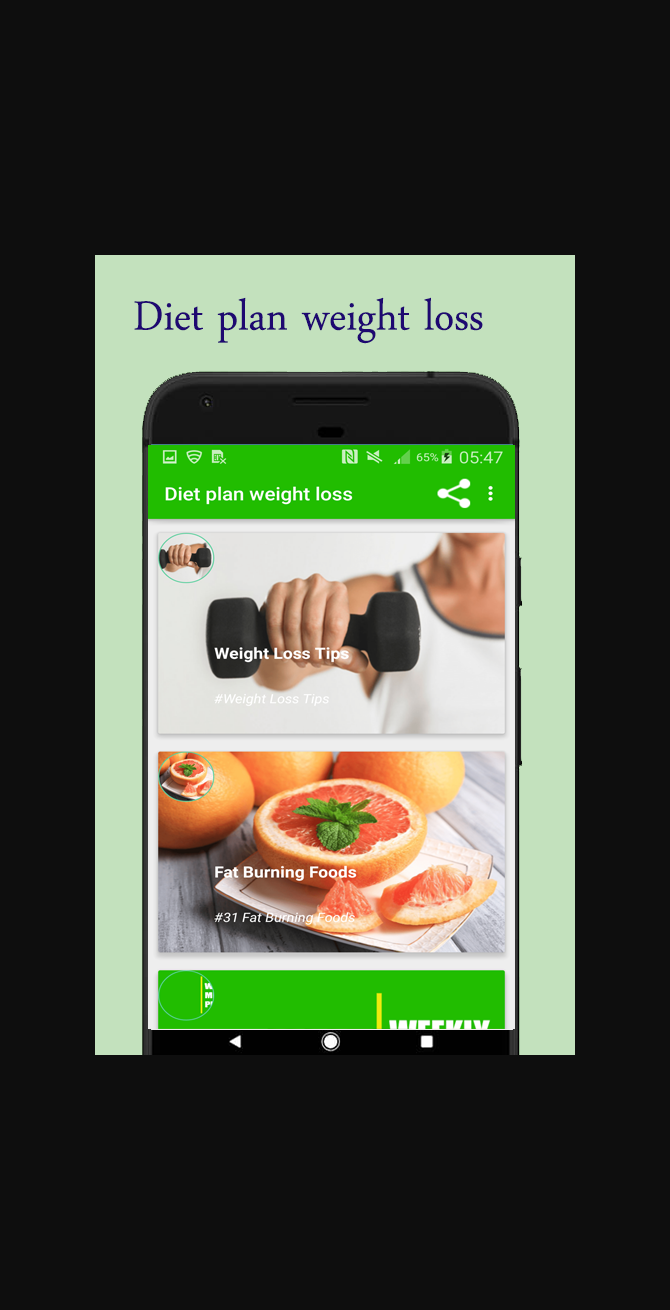 Diet plan weight loss
65% 05:47
Diet plan weight loss
Weight Loss Tips
#Weight Loss Tips
Fat Burning Foods
#31 Fat Burning Foods
WEEKLY